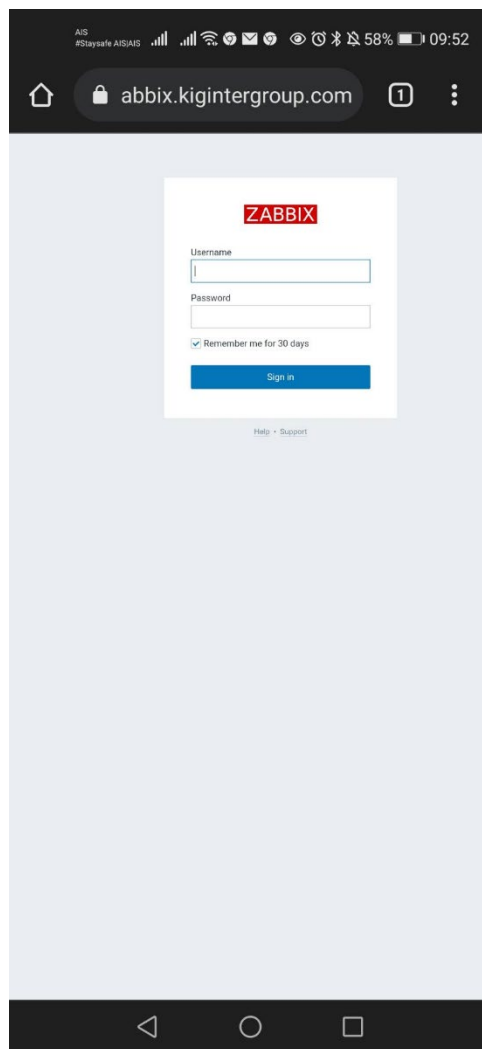 AIS
#Staysafe AIS|AIS
58%
09:52
abbix.kigintergroup.com
1
ZABBIX
Username
Password
Remember me for 30 days
Sign in
Help • Support